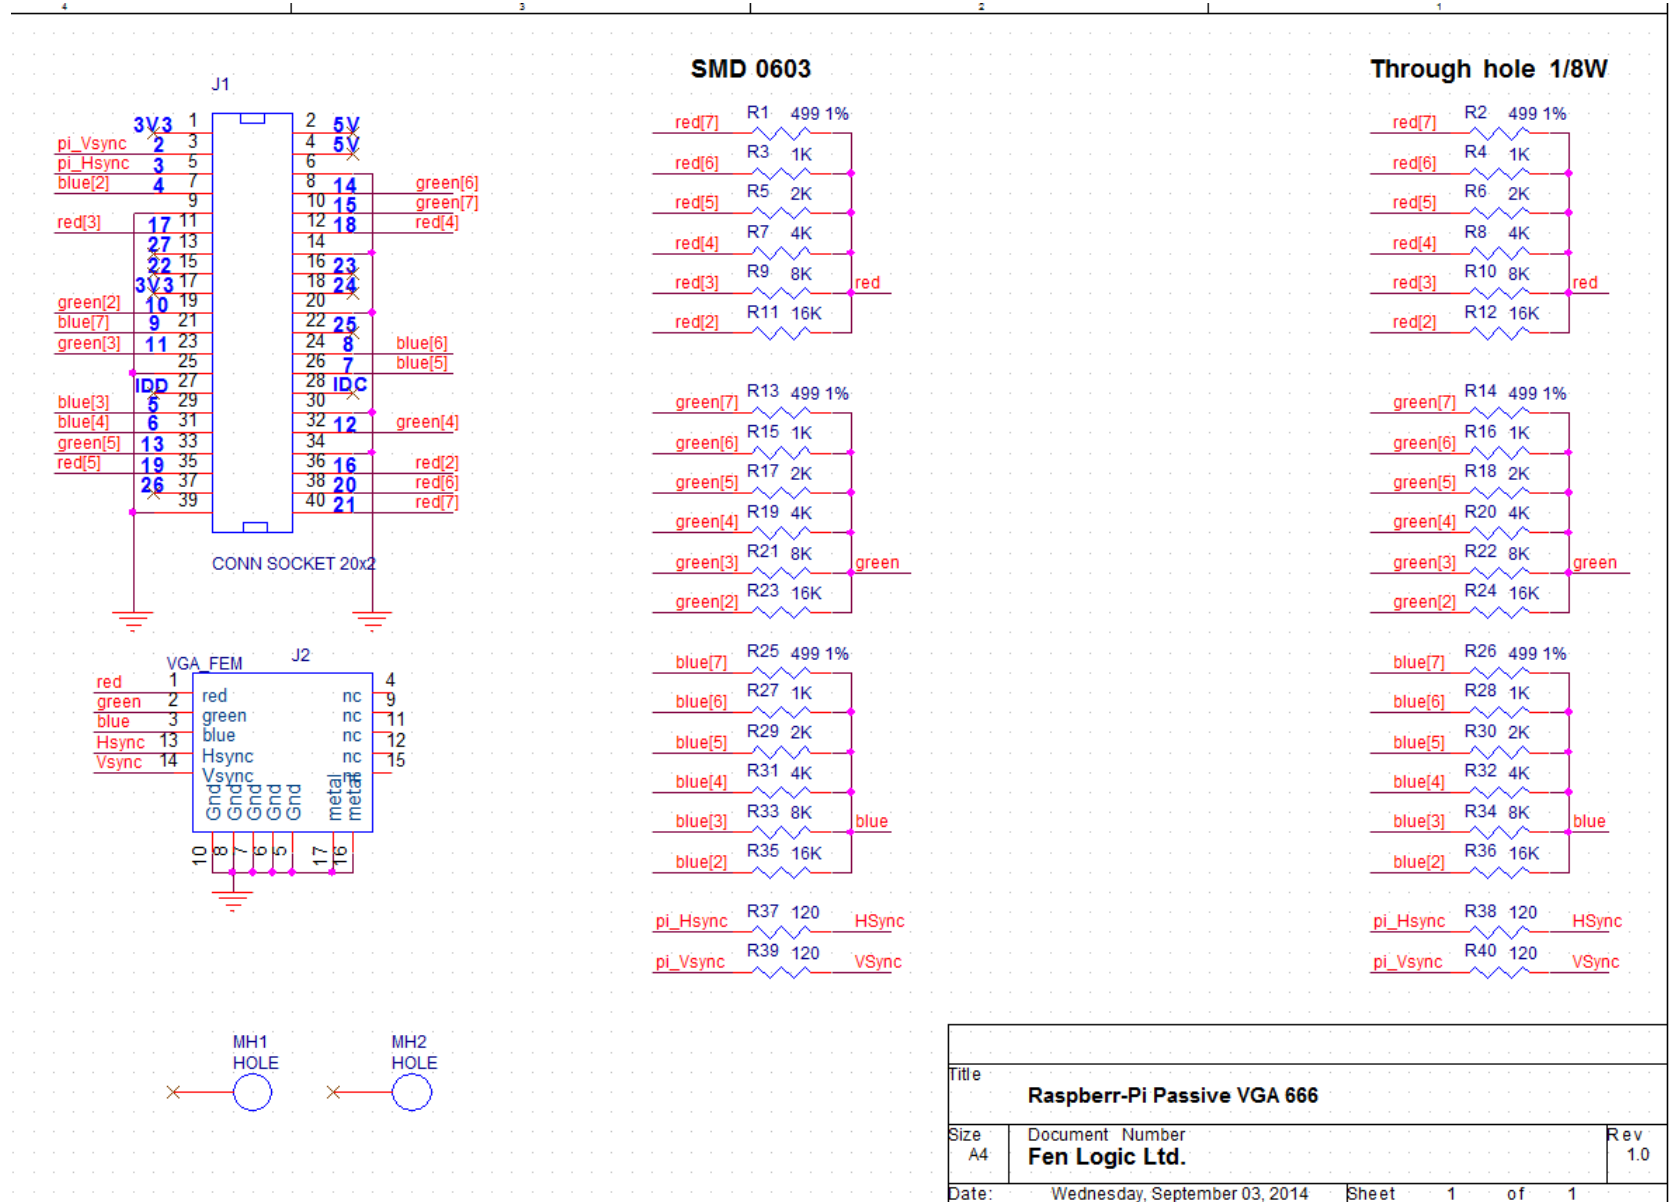 4 3 2 1
SMD 0603
Through hole 1/8W
J1
3V3 1 2 5V
pi_Vsync 2 3 4 5V
pi_Hsync 3 5 6
blue[2] 4 7 8 14 green[6]
9 10 15 green[7]
red[3] 17 11 12 18 red[4]
27 13 14
22 15 16 23
3V3 17 18 24
green[2] 10 19 20
blue[7] 9 21 22 25
green[3] 11 23 24 8 blue[6]
25 26 7 blue[5]
IDD 27 28 IDC
blue[3] 5 29 30
blue[4] 6 31 32 12 green[4]
green[5] 13 33 34
red[5] 19 35 36 16 red[2]
26 37 38 20 red[6]
39 40 21 red[7]
CONN SOCKET 20x2
VGA_FEM J2
red 1 red nc 4
green 2 green nc 9
blue 3 blue nc 11
Hsync 13 Hsync nc 12
Vsync 14 Vsync nc 15
Gnd Gnd Gnd Gnd Gnd metal metal
10 8 7 6 5 17 16
MH1
HOLE
MH2
HOLE
red[7] R1 499 1%
red[6] R3 1K
red[5] R5 2K
red[4] R7 4K
red[3] R9 8K red
red[2] R11 16K
green[7] R13 499 1%
green[6] R15 1K
green[5] R17 2K
green[4] R19 4K
green[3] R21 8K green
green[2] R23 16K
blue[7] R25 499 1%
blue[6] R27 1K
blue[5] R29 2K
blue[4] R31 4K
blue[3] R33 8K blue
blue[2] R35 16K
pi_Hsync R37 120 HSync
pi_Vsync R39 120 VSync
red[7] R2 499 1%
red[6] R4 1K
red[5] R6 2K
red[4] R8 4K
red[3] R10 8K red
red[2] R12 16K
green[7] R14 499 1%
green[6] R16 1K
green[5] R18 2K
green[4] R20 4K
green[3] R22 8K green
green[2] R24 16K
blue[7] R26 499 1%
blue[6] R28 1K
blue[5] R30 2K
blue[4] R32 4K
blue[3] R34 8K blue
blue[2] R36 16K
pi_Hsync R38 120 HSync
pi_Vsync R40 120 VSync
Title
Raspberr-Pi Passive VGA 666
Size Document Number Rev
A4 Fen Logic Ltd. 1.0
Date: Wednesday, September 03, 2014 Sheet 1 of 1